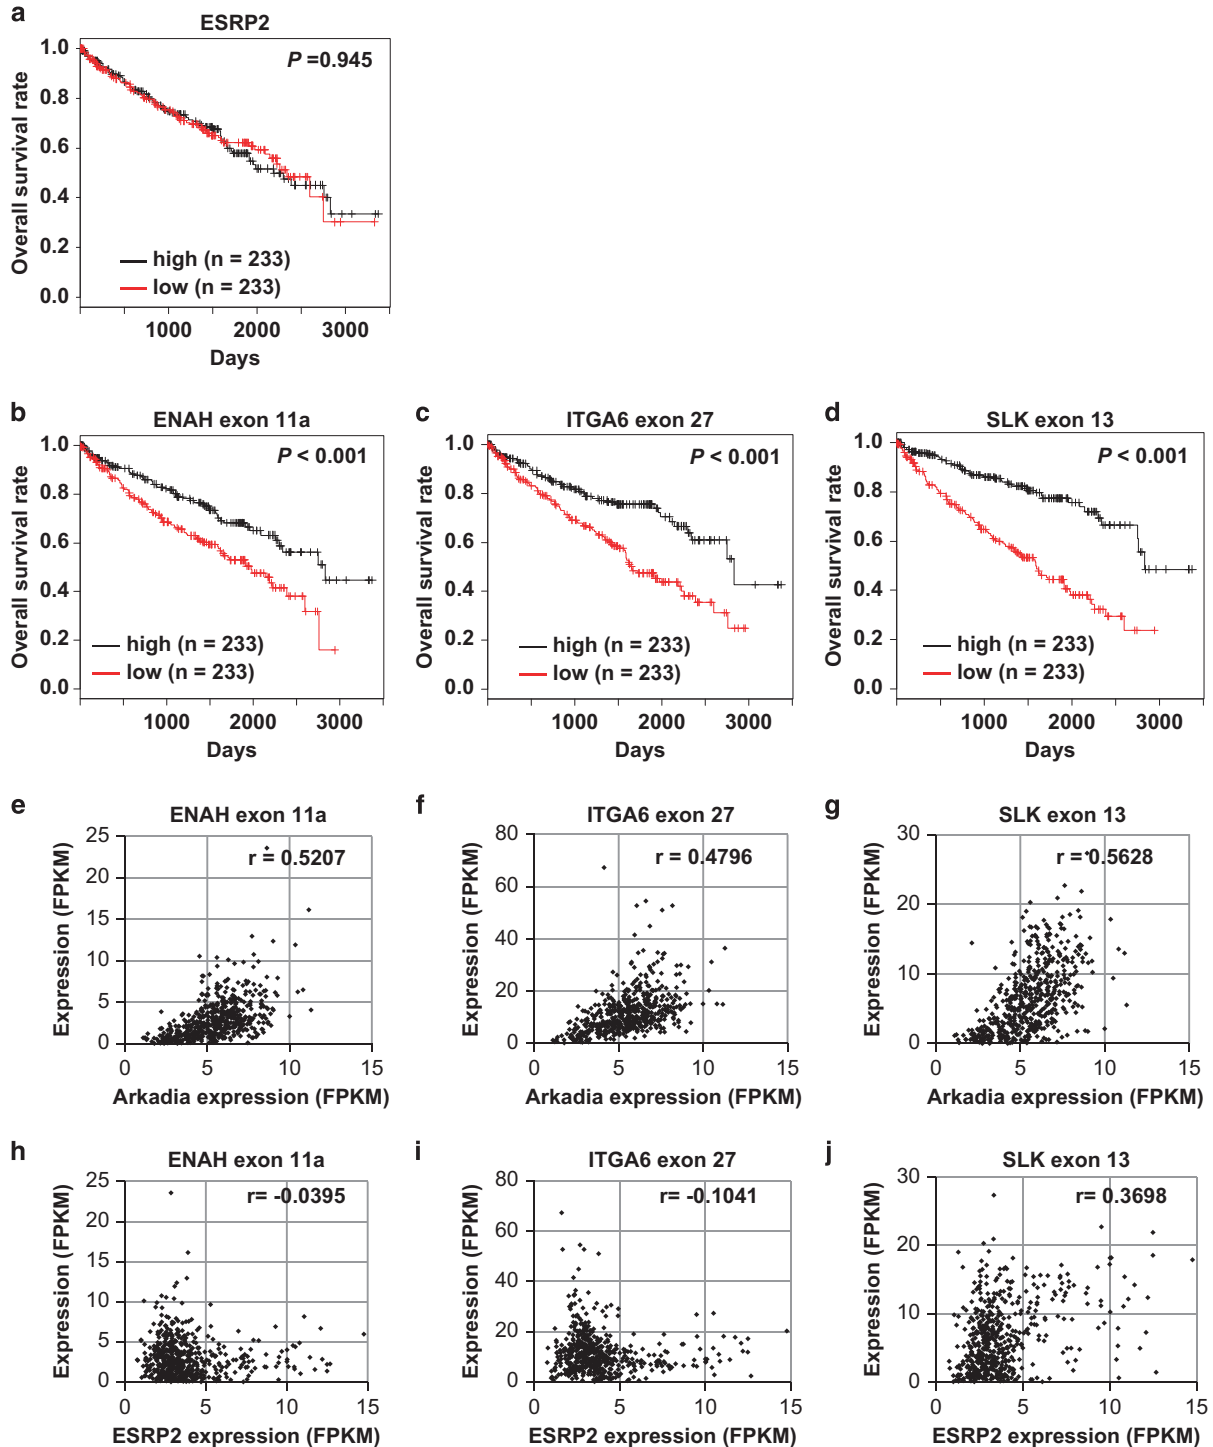 a
ESRP2
P =0.945
Overall survival rate
1.0
0.8
0.6
0.4
0.2
0.0
high (n = 233)
low (n = 233)
1000 2000 3000
Days
b
ENAH exon 11a
P < 0.001
Overall survival rate
1.0
0.8
0.6
0.4
0.2
0.0
high (n = 233)
low (n = 233)
1000 2000 3000
Days
c
ITGA6 exon 27
P < 0.001
Overall survival rate
1.0
0.8
0.6
0.4
0.2
0.0
high (n = 233)
low (n = 233)
1000 2000 3000
Days
d
SLK exon 13
P < 0.001
Overall survival rate
1.0
0.8
0.6
0.4
0.2
0.0
high (n = 233)
low (n = 233)
1000 2000 3000
Days
e
ENAH exon 11a
r = 0.5207
Expression (FPKM)
25
20
15
10
5
0
0 5 10 15
Arkadia expression (FPKM)
f
ITGA6 exon 27
r = 0.4796
Expression (FPKM)
80
60
40
20
0
0 5 10 15
Arkadia expression (FPKM)
g
SLK exon 13
r = 0.5628
Expression (FPKM)
30
20
10
0
0 5 10 15
Arkadia expression (FPKM)
h
ENAH exon 11a
r= -0.0395
Expression (FPKM)
25
20
15
10
5
0
0 5 10 15
ESRP2 expression (FPKM)
i
ITGA6 exon 27
r= -0.1041
Expression (FPKM)
80
60
40
20
0
0 5 10 15
ESRP2 expression (FPKM)
j
SLK exon 13
r= 0.3698
Expression (FPKM)
30
20
10
0
0 5 10 15
ESRP2 expression (FPKM)